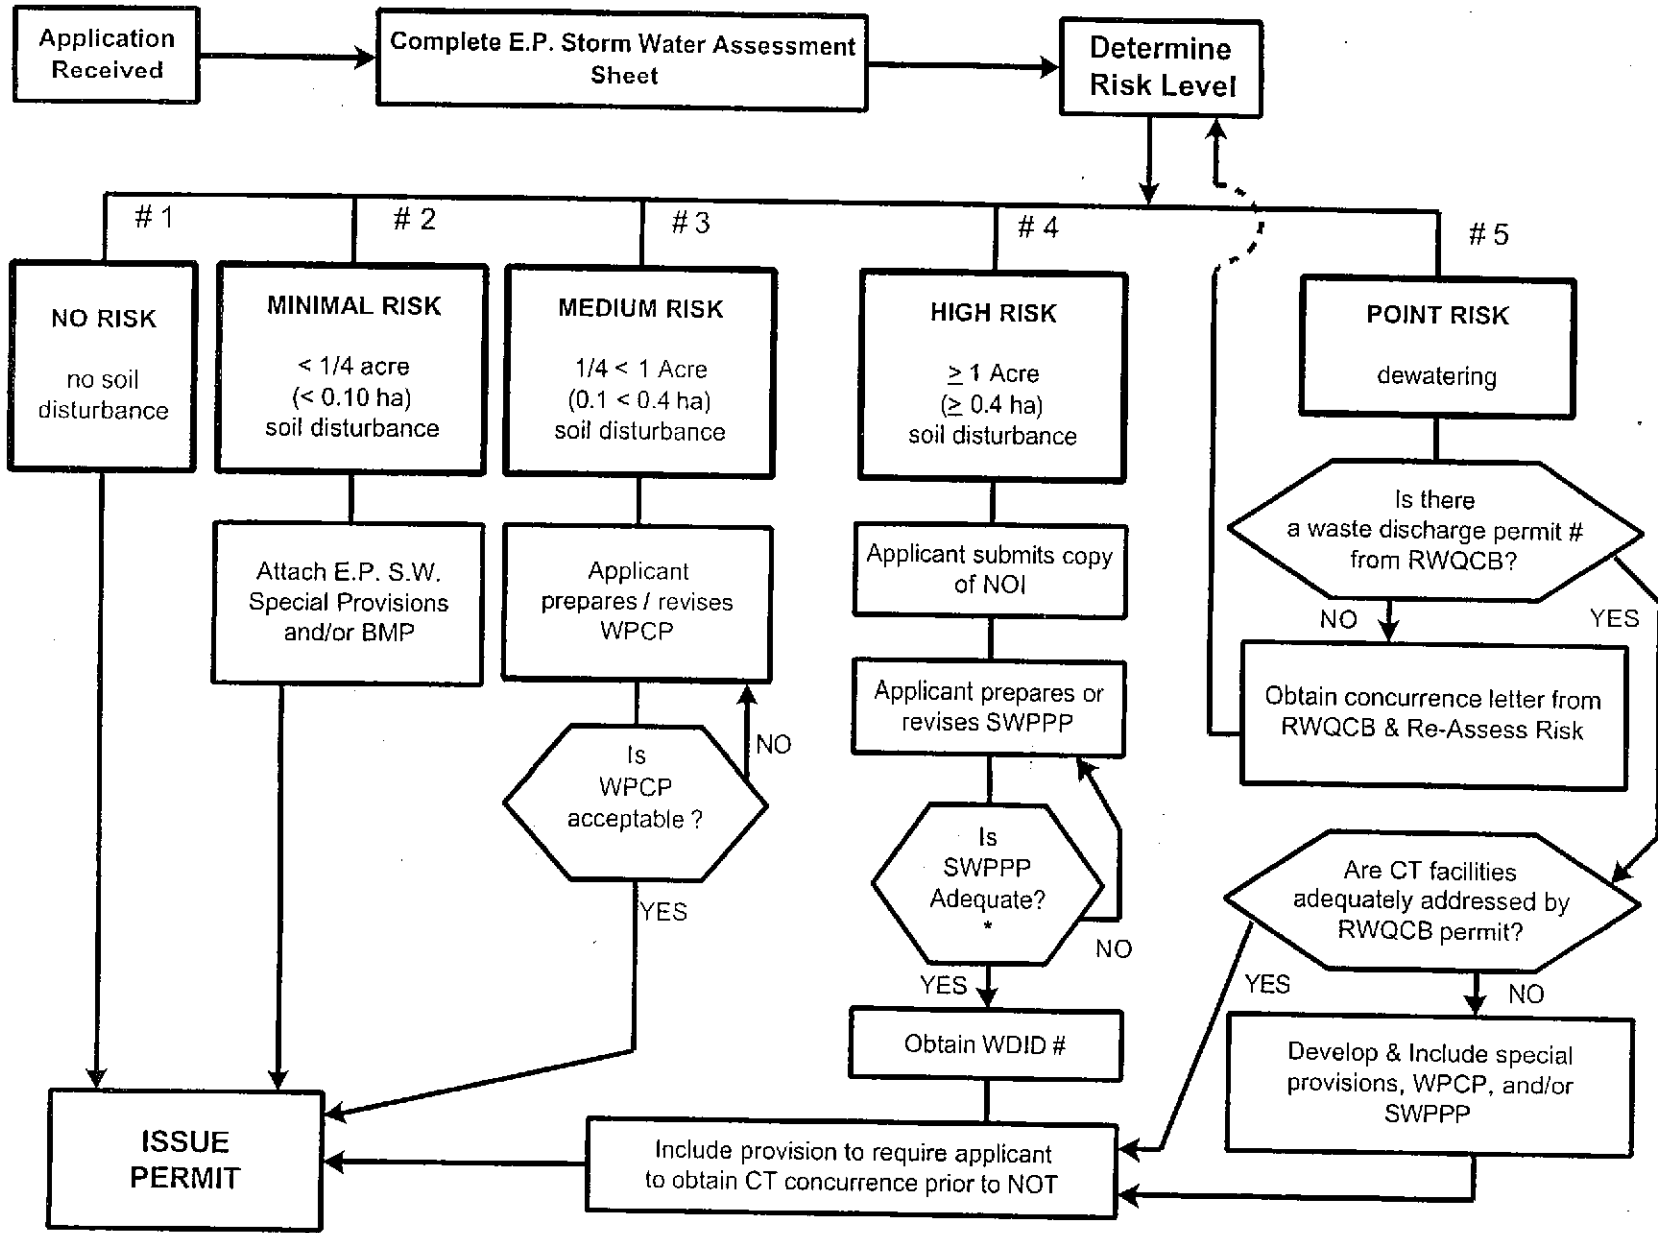 Application
Received
Complete E.P. Storm Water Assessment
Sheet
Determine
Risk Level
# 1
# 2
# 3
# 4
# 5
NO RISK
no soil
disturbance
MINIMAL RISK
< 1/4 acre
(< 0.10 ha)
soil disturbance
MEDIUM RISK
1/4 < 1 Acre
(0.1 < 0.4 ha)
soil disturbance
HIGH RISK
≥ 1 Acre
(≥ 0.4 ha)
soil disturbance
POINT RISK
dewatering
Attach E.P. S.W.
Special Provisions
and/or BMP
Applicant
prepares / revises
WPCP
Is
WPCP
acceptable ?
NO
YES
Applicant submits copy
of NOI
Applicant prepares or
revises SWPPP
Is
SWPPP
Adequate?
*
NO
YES
Obtain WDID #
Is there
a waste discharge permit #
from RWQCB?
NO
YES
Obtain concurrence letter from
RWQCB & Re-Assess Risk
Are CT facilities
adequately addressed by
RWQCB permit?
YES
NO
Develop & Include special
provisions, WPCP, and/or
SWPPP
Include provision to require applicant
to obtain CT concurrence prior to NOT
ISSUE
PERMIT